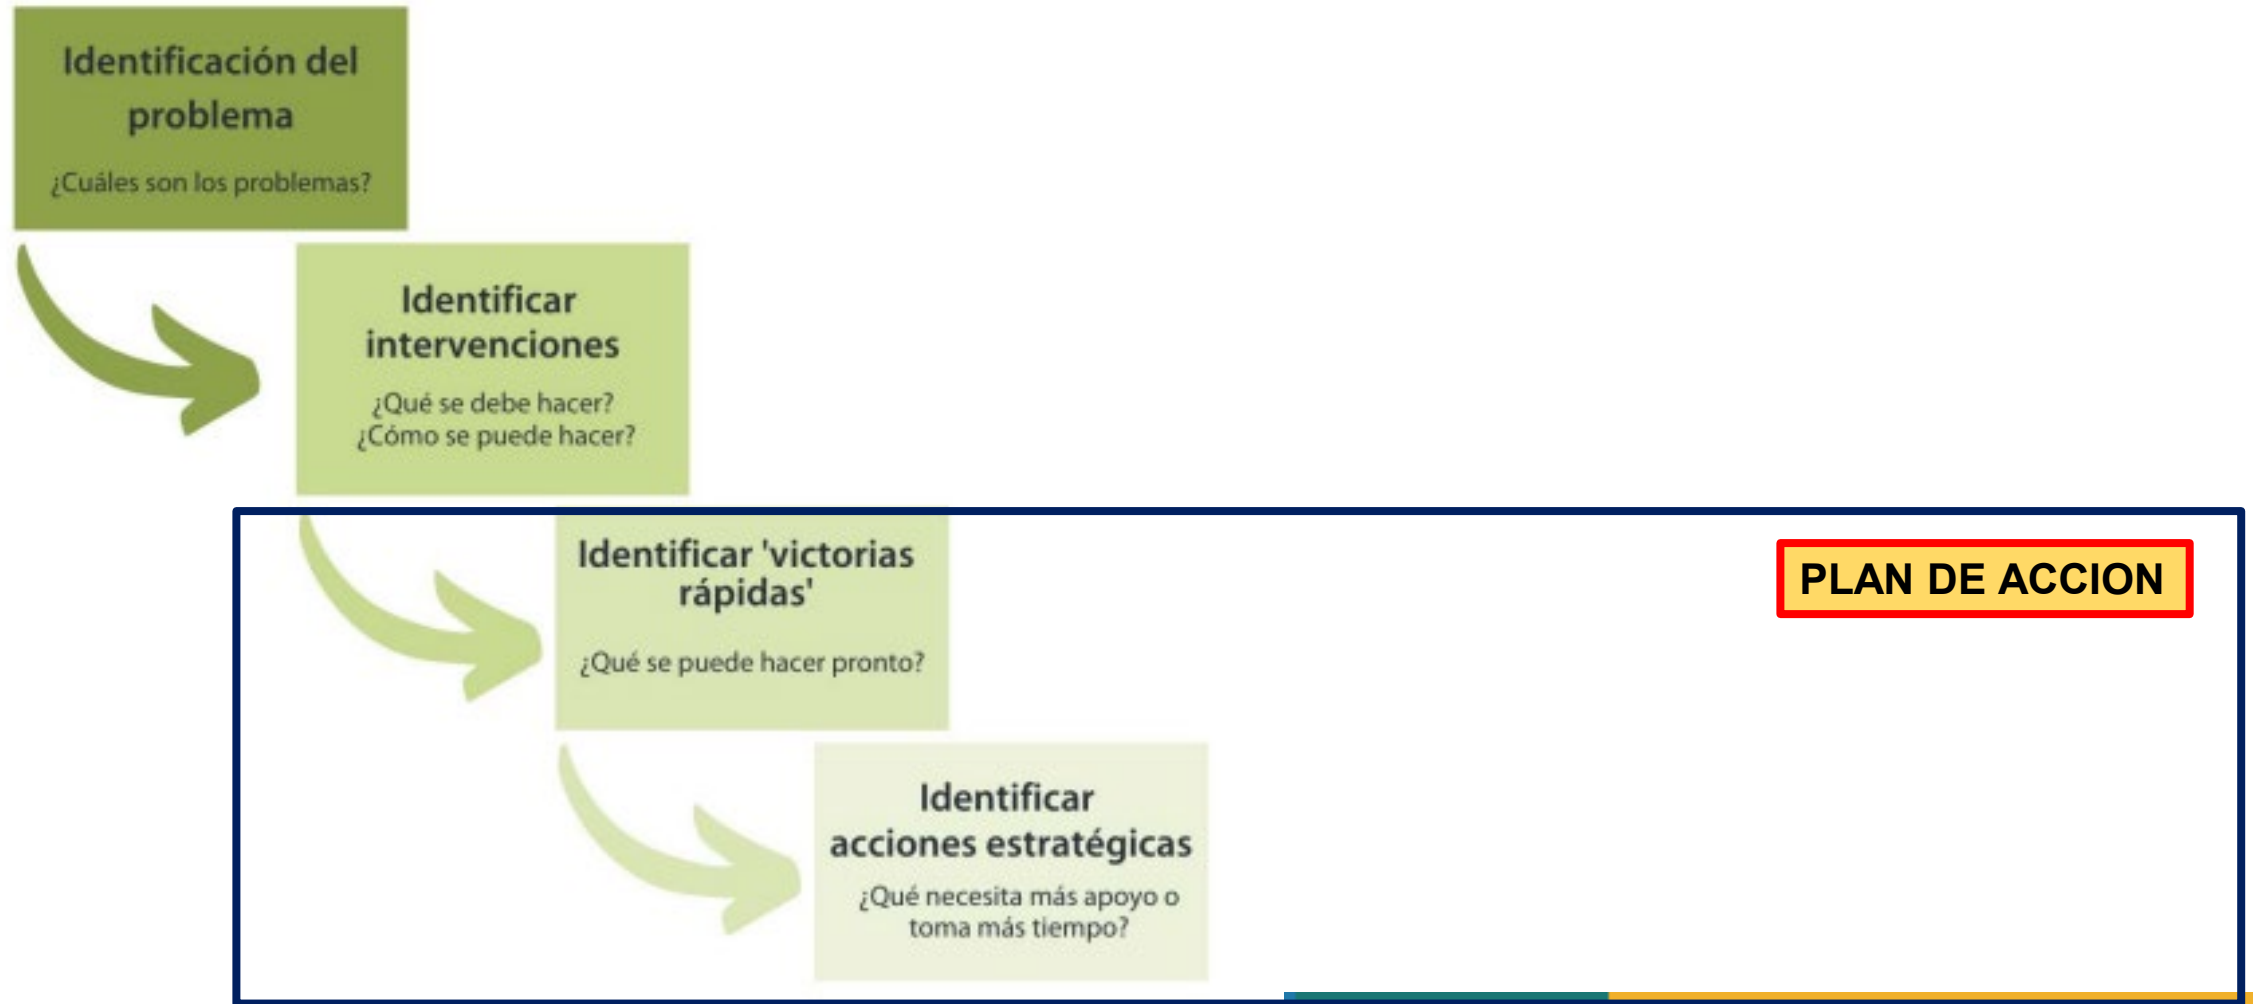 Identificación del
problema
¿Cuáles son los problemas?
Identificar
intervenciones
¿Qué se debe hacer?
¿Cómo se puede hacer?
Identificar 'victorias
rápidas'
¿Qué se puede hacer pronto?
PLAN DE ACCION
Identificar
acciones estratégicas
¿Qué necesita más apoyo o
toma más tiempo?